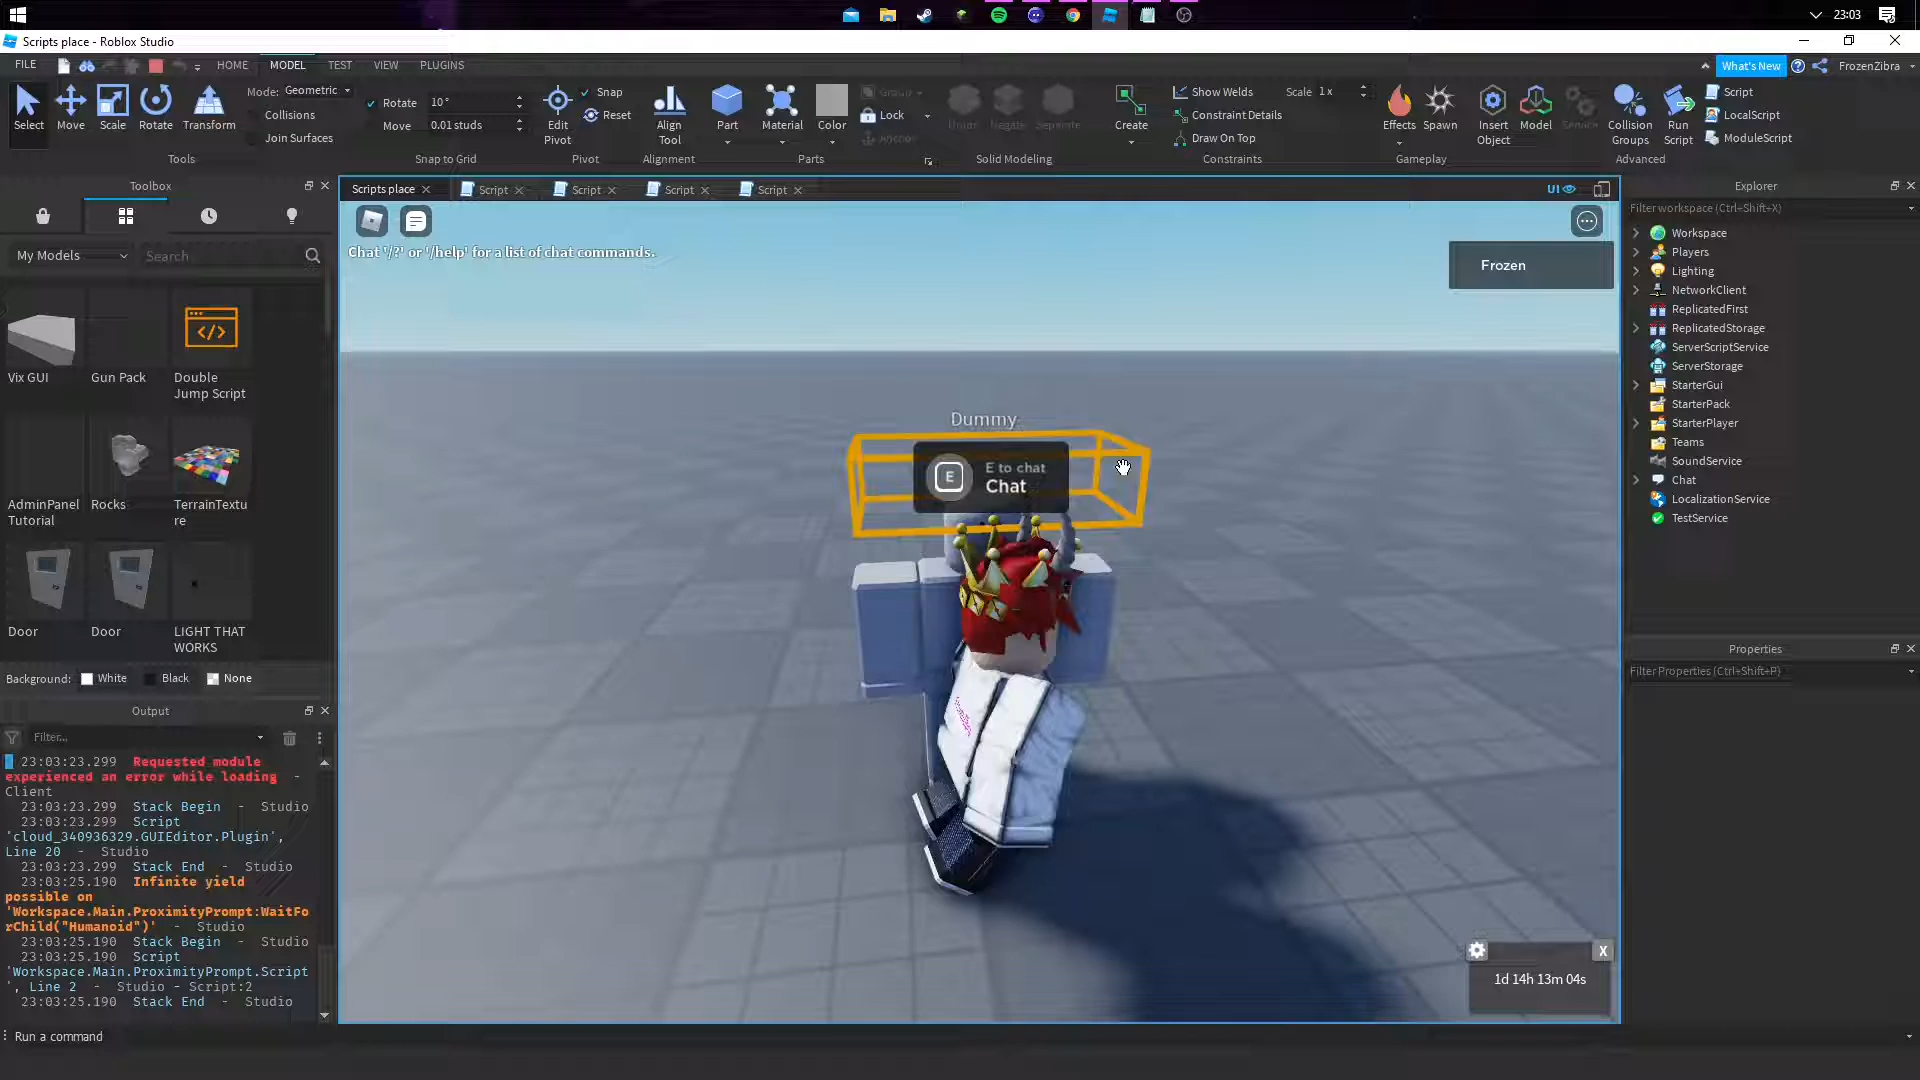 23:03
Scripts place - Roblox Studio
FILE
HOME
MODEL
TEST
VIEW
PLUGINS
What's New
FrozenZibra
Select
Move
Scale
Rotate
Transform
Mode: Geometric
Collisions
Join Surfaces
Tools
Rotate 10 °
Move 0.01 studs
Snap to Grid
Edit
Pivot
Snap
Reset
Pivot
Align
Tool
Alignment
Part
Material
Color
Group
Lock
Anchor
Parts
Union
Negate
Separate
Solid Modeling
Create
Show Welds
Scale 1 x
Constraint Details
Draw On Top
Constraints
Effects
Spawn
Insert
Object
Model
Service
Gameplay
Collision
Groups
Run
Script
Script
LocalScript
ModuleScript
Advanced
Toolbox
My Models
Search
Vix GUI
Gun Pack
Double
Jump Script
AdminPanel
Tutorial
Rocks
TerrainTextu
re
Door
Door
LIGHT THAT
WORKS
Background:
White
Black
None
Output
Filter...
23:03:23.299 Requested module
experienced an error while loading -
Client
23:03:23.299 Stack Begin - Studio
23:03:23.299 Script
'cloud_340936329.GUIEditor.Plugin',
Line 20 - Studio
23:03:23.299 Stack End - Studio
23:03:25.190 Infinite yield
possible on
'Workspace.Main.ProximityPrompt:WaitFo
rChild("Humanoid")' - Studio
23:03:25.190 Stack Begin - Studio
23:03:25.190 Script
'Workspace.Main.ProximityPrompt.Script
', Line 2 - Studio - Script:2
23:03:25.190 Stack End - Studio
Run a command
Scripts place
Script
Script
Script
Script
UI
Chat '/?' or '/help' for a list of chat commands.
Frozen
Dummy
E
E to chat
Chat
X
1d 14h 13m 04s
Explorer
Filter workspace (Ctrl+Shift+X)
Workspace
Players
Lighting
NetworkClient
ReplicatedFirst
ReplicatedStorage
ServerScriptService
ServerStorage
StarterGui
StarterPack
StarterPlayer
Teams
SoundService
Chat
LocalizationService
TestService
Properties
Filter Properties (Ctrl+Shift+P)